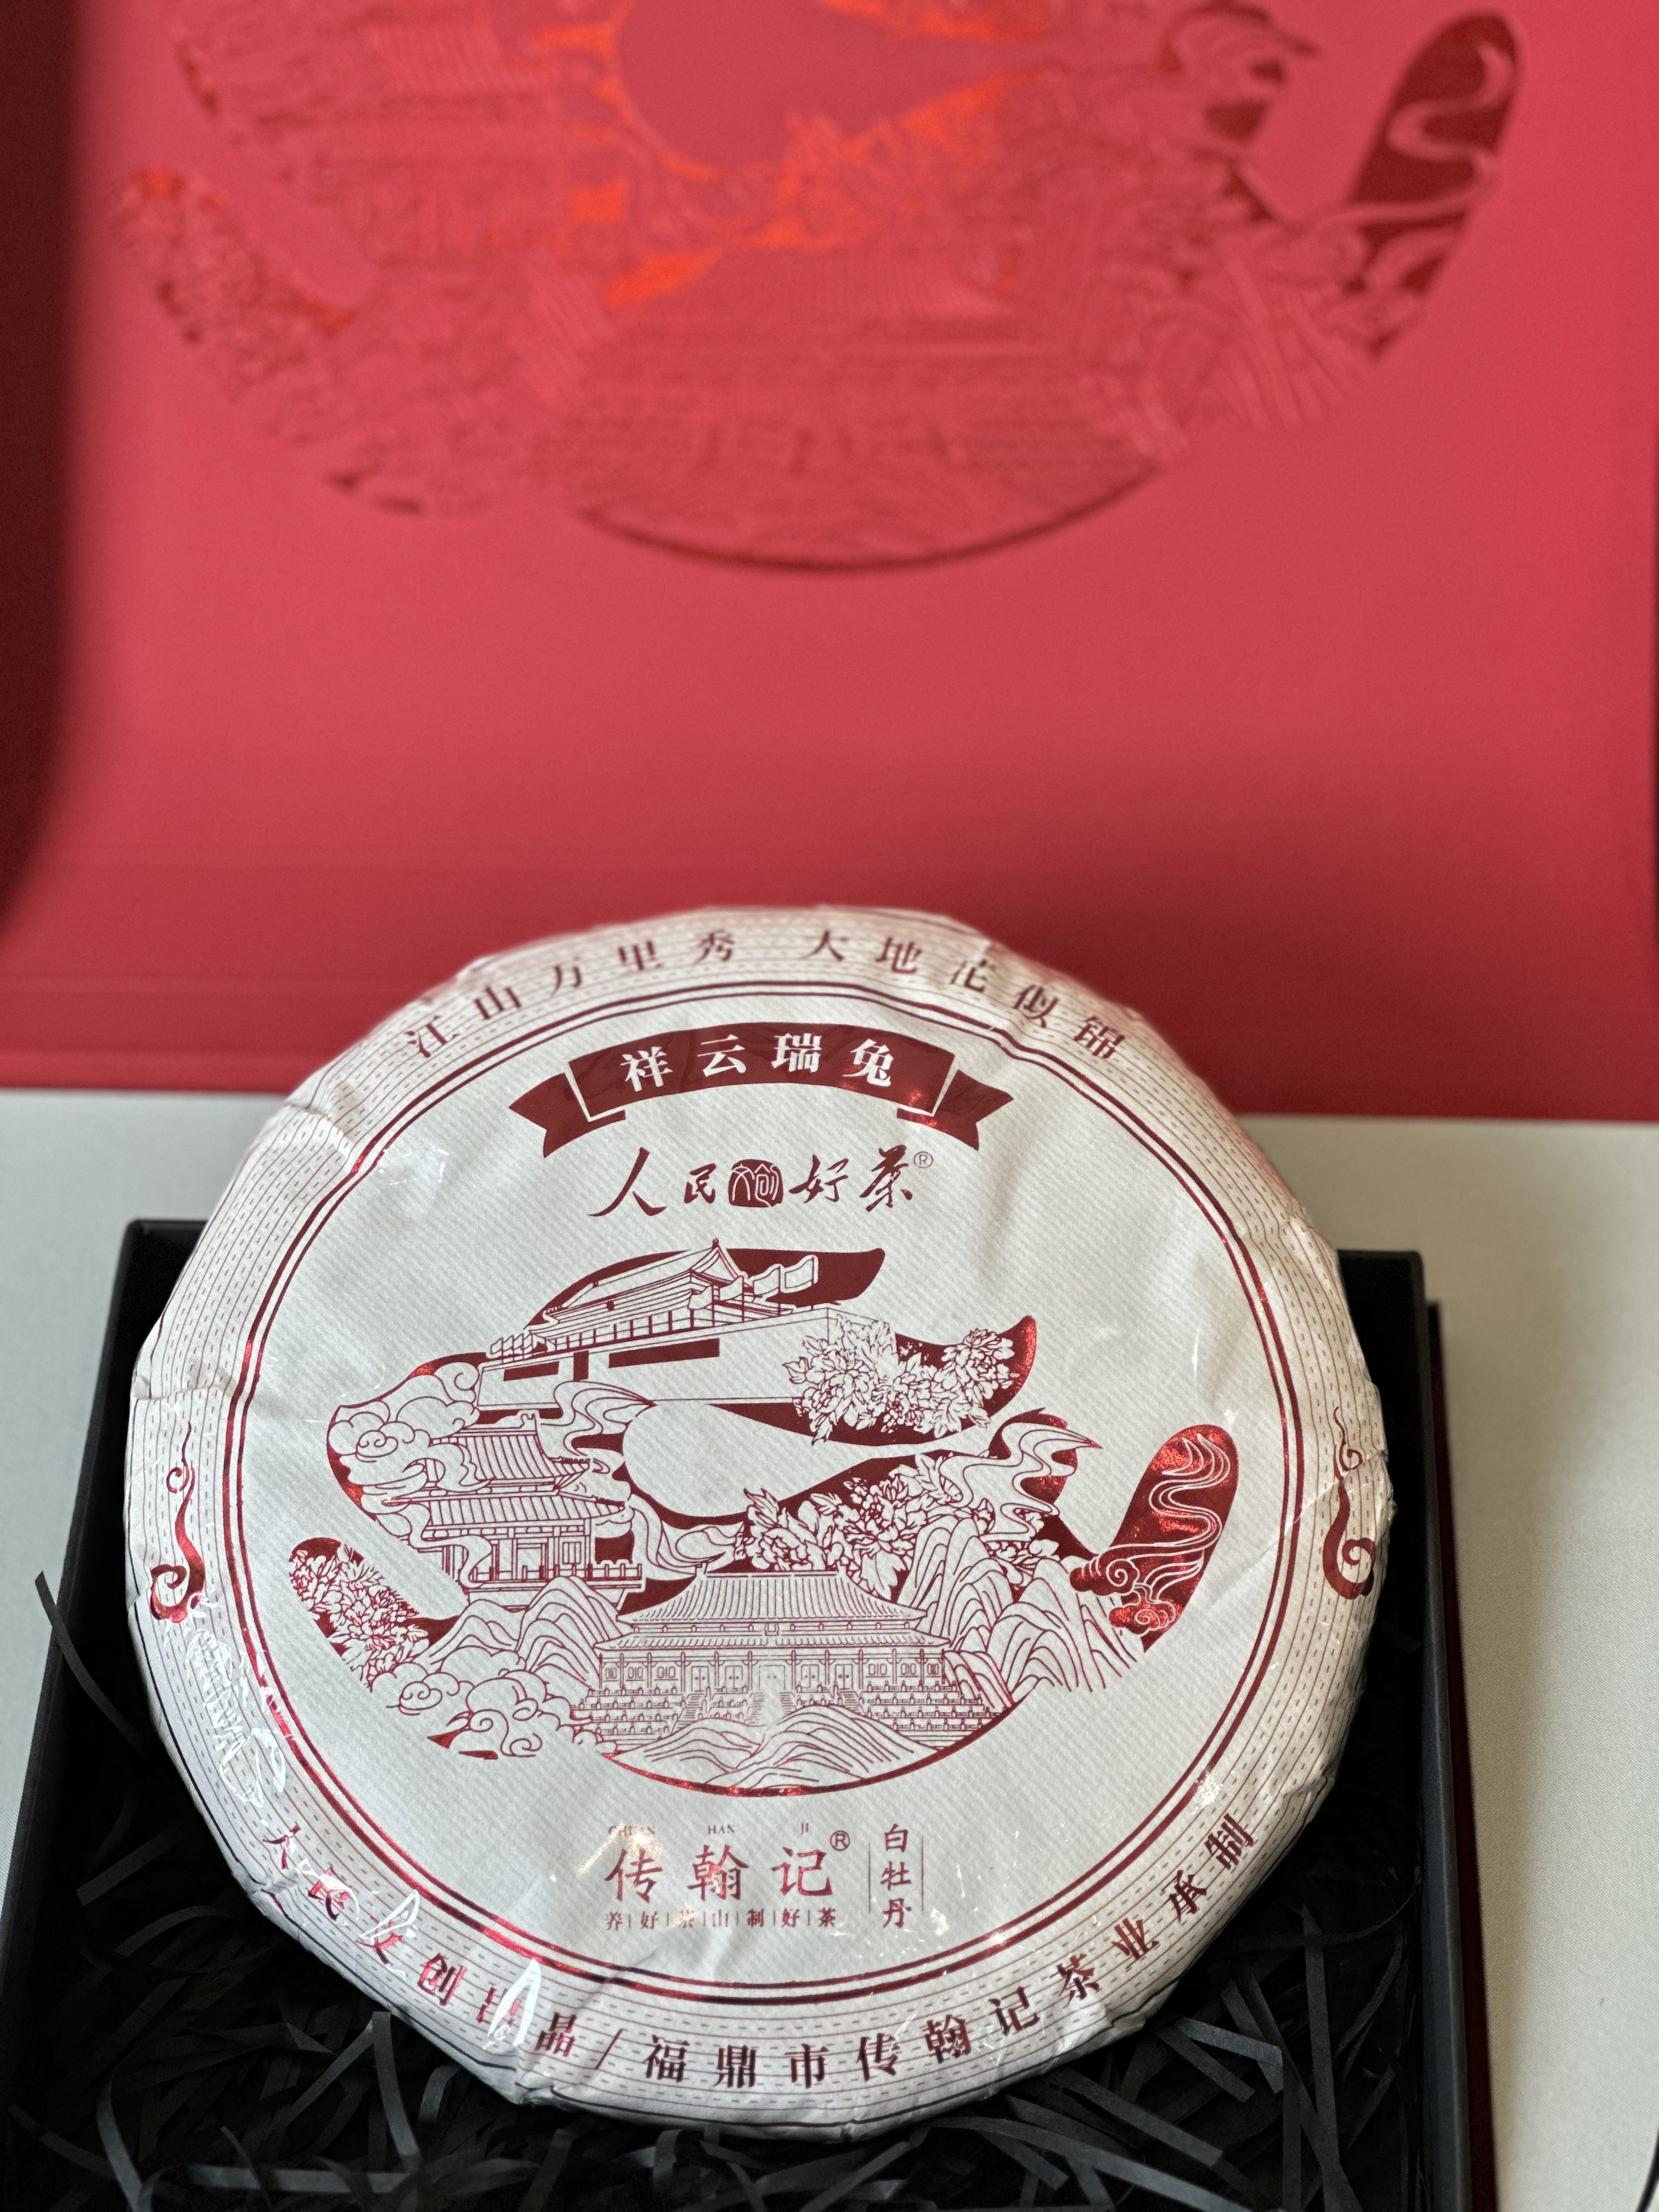 江山万里秀 大地花似锦
祥云瑞兔
人民文创好茶®
CHUAN HAN JI
传翰记®
白牡丹
养|好|茶|山|制|好|茶
人民文创出品/福鼎市传翰记茶业承制